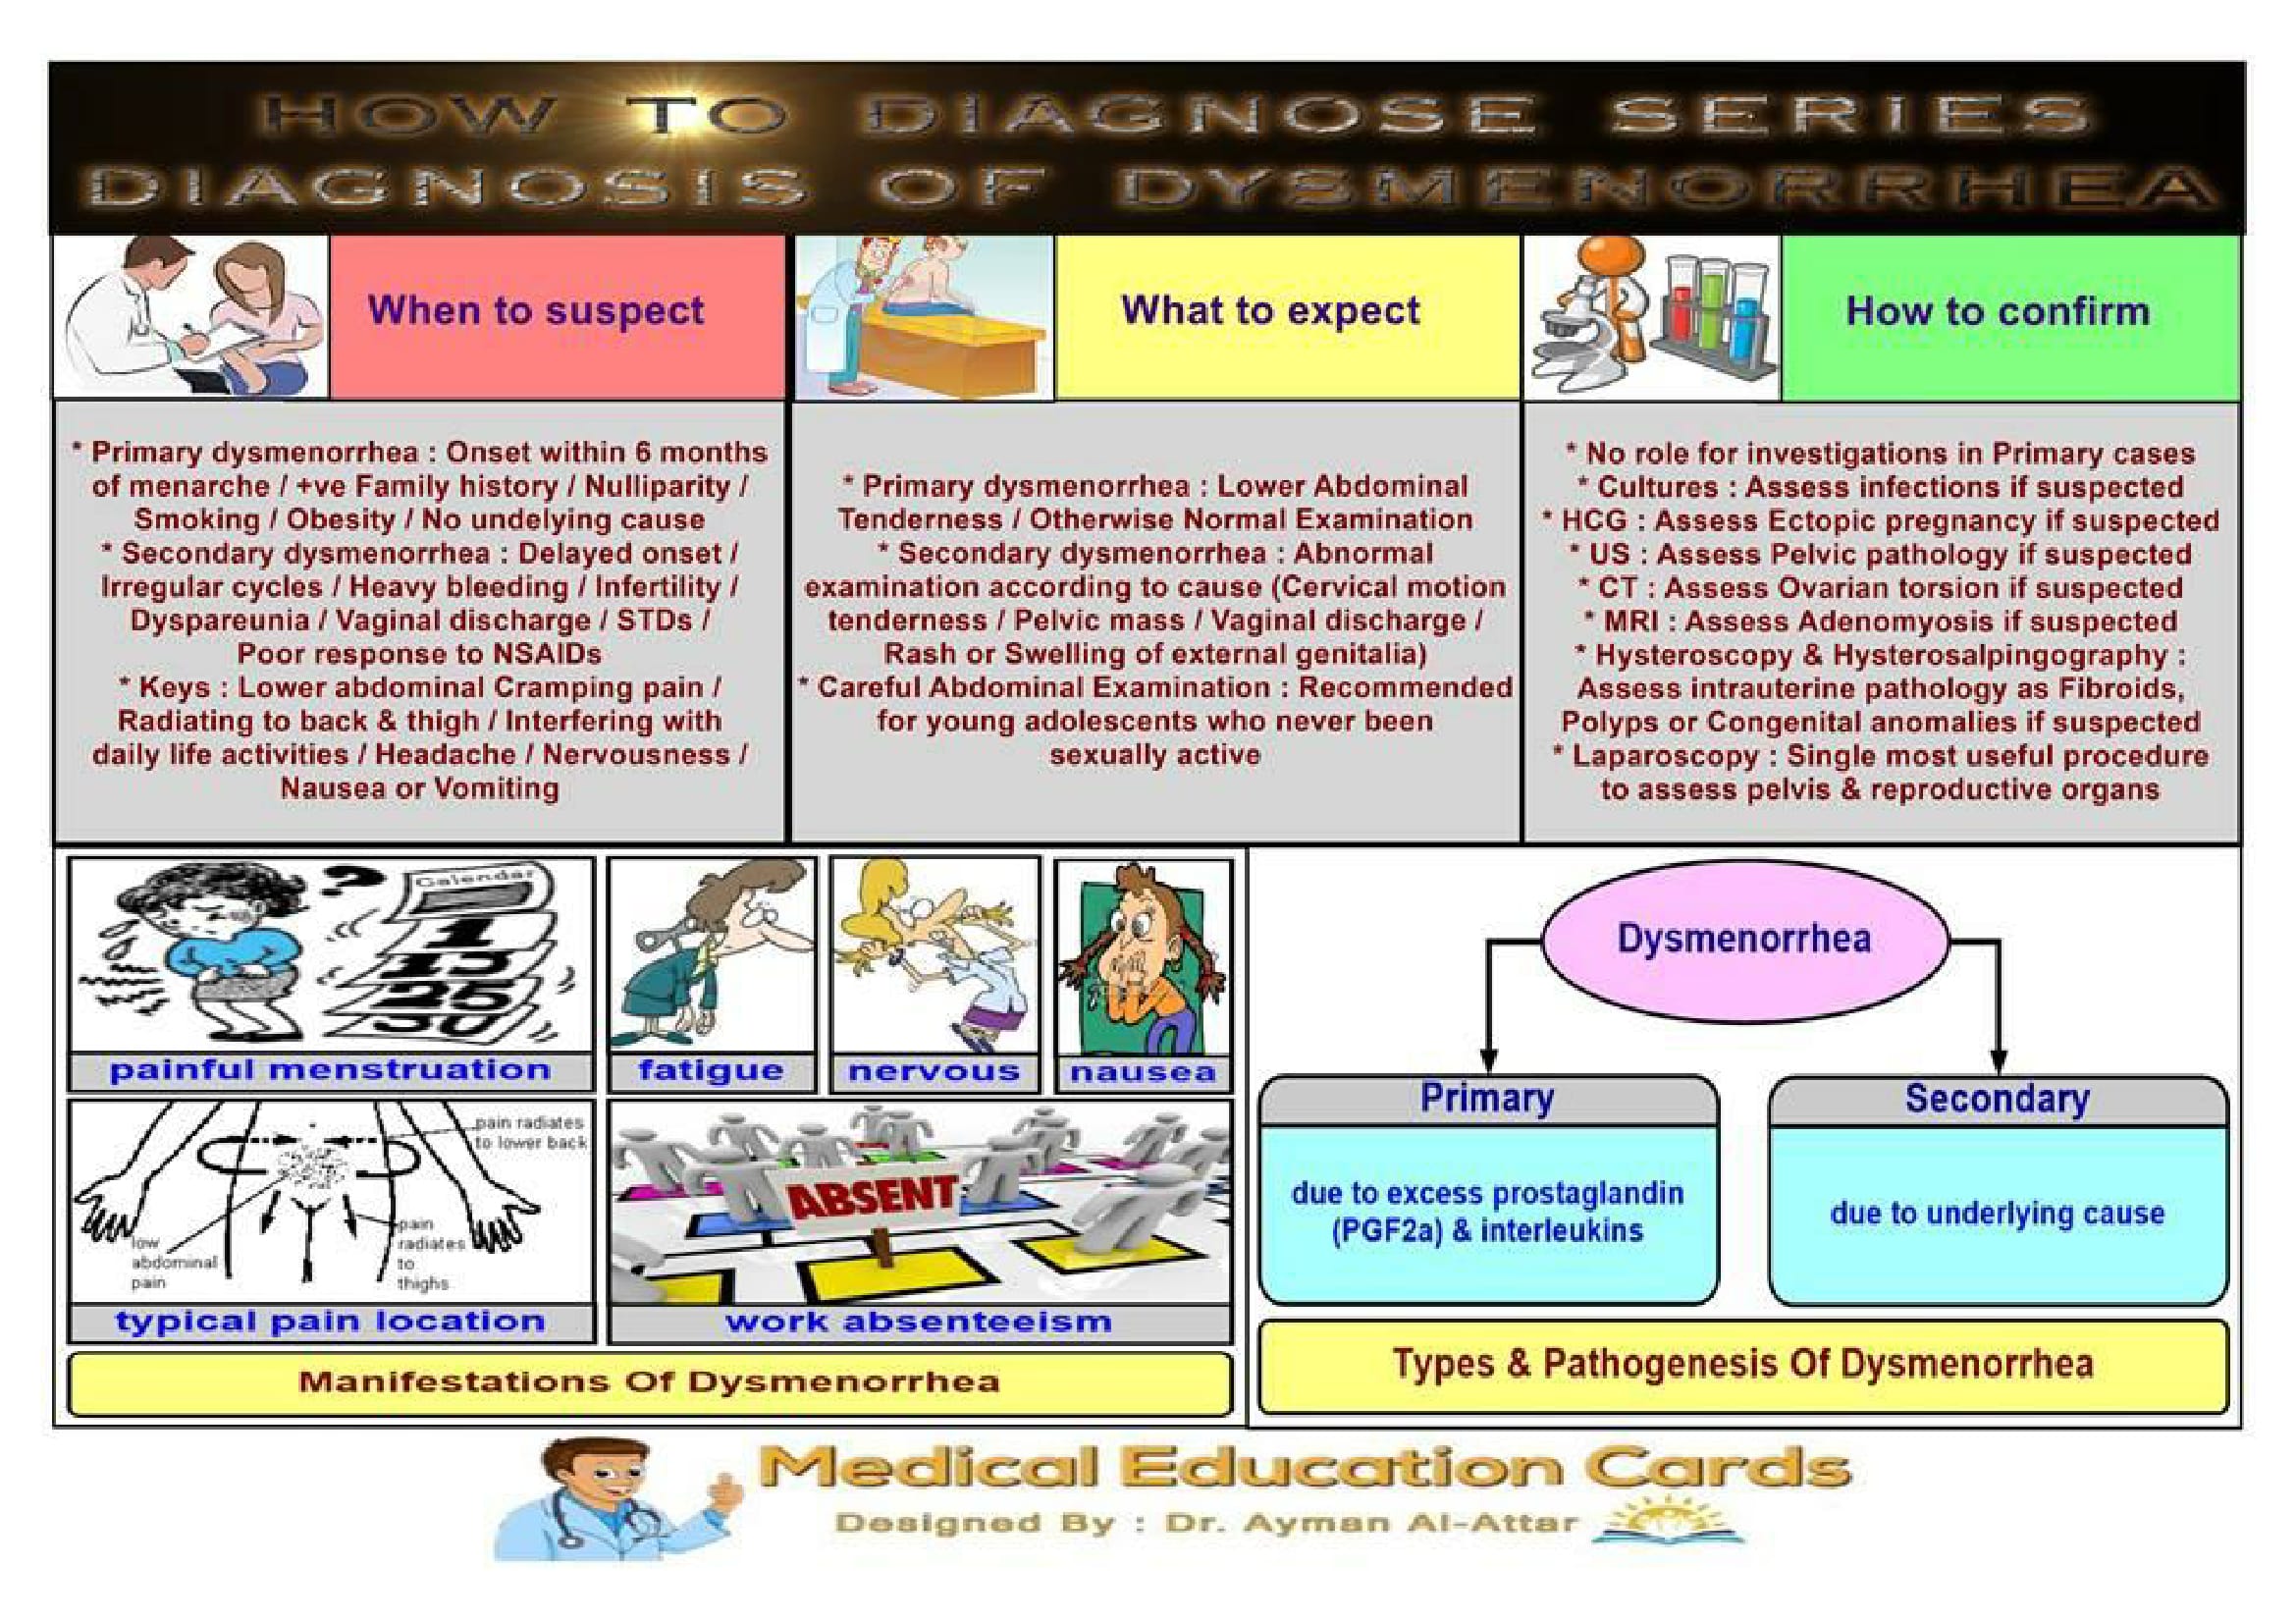 HOW TO DIAGNOSE SERIES
DIAGNOSIS OF DYSMENORRHEA
When to suspect
* Primary dysmenorrhea : Onset within 6 months
of menarche / +ve Family history / Nulliparity /
Smoking / Obesity / No undelying cause
* Secondary dysmenorrhea : Delayed onset /
Irregular cycles / Heavy bleeding / Infertility /
Dyspareunia / Vaginal discharge / STDs /
Poor response to NSAIDs
* Keys : Lower abdominal Cramping pain /
Radiating to back & thigh / Interfering with
daily life activities / Headache / Nervousness /
Nausea or Vomiting
What to expect
* Primary dysmenorrhea : Lower Abdominal
Tenderness / Otherwise Normal Examination
* Secondary dysmenorrhea : Abnormal
examination according to cause (Cervical motion
tenderness / Pelvic mass / Vaginal discharge /
Rash or Swelling of external genitalia)
* Careful Abdominal Examination : Recommended
for young adolescents who never been
sexually active
How to confirm
* No role for investigations in Primary cases
* Cultures : Assess infections if suspected
* HCG : Assess Ectopic pregnancy if suspected
* US : Assess Pelvic pathology if suspected
* CT : Assess Ovarian torsion if suspected
* MRI : Assess Adenomyosis if suspected
* Hysteroscopy & Hysterosalpingography :
Assess intrauterine pathology as Fibroids,
Polyps or Congenital anomalies if suspected
* Laparoscopy : Single most useful procedure
to assess pelvis & reproductive organs
?
Calendar
1
15
25
30
painful menstruation
fatigue
nervous
nausea
pain radiates
to lower back
low
abdominal
pain
pain
radiates
to
thighs
typical pain location
ABSENT
work absenteeism
Manifestations Of Dysmenorrhea
Dysmenorrhea
Primary
due to excess prostaglandin
(PGF2a) & interleukins
Secondary
due to underlying cause
Types & Pathogenesis Of Dysmenorrhea
Medical Education Cards
Designed By : Dr. Ayman Al-Attar